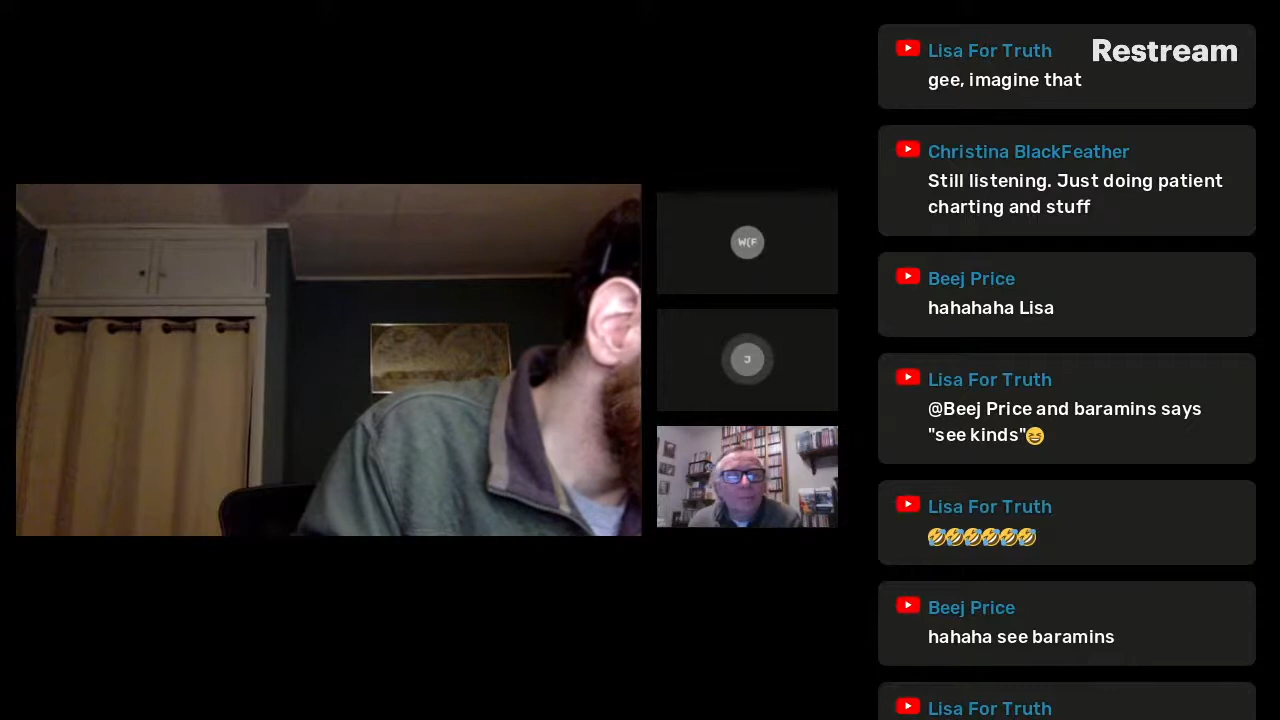 Restream
Lisa For Truth
gee, imagine that
Christina BlackFeather
Still listening. Just doing patient
charting and stuff
Beej Price
hahahaha Lisa
Lisa For Truth
@Beej Price and baramins says
"see kinds"😆
Lisa For Truth
🤣🤣🤣🤣🤣🤣
Beej Price
hahaha see baramins
Lisa For Truth
W(F
J